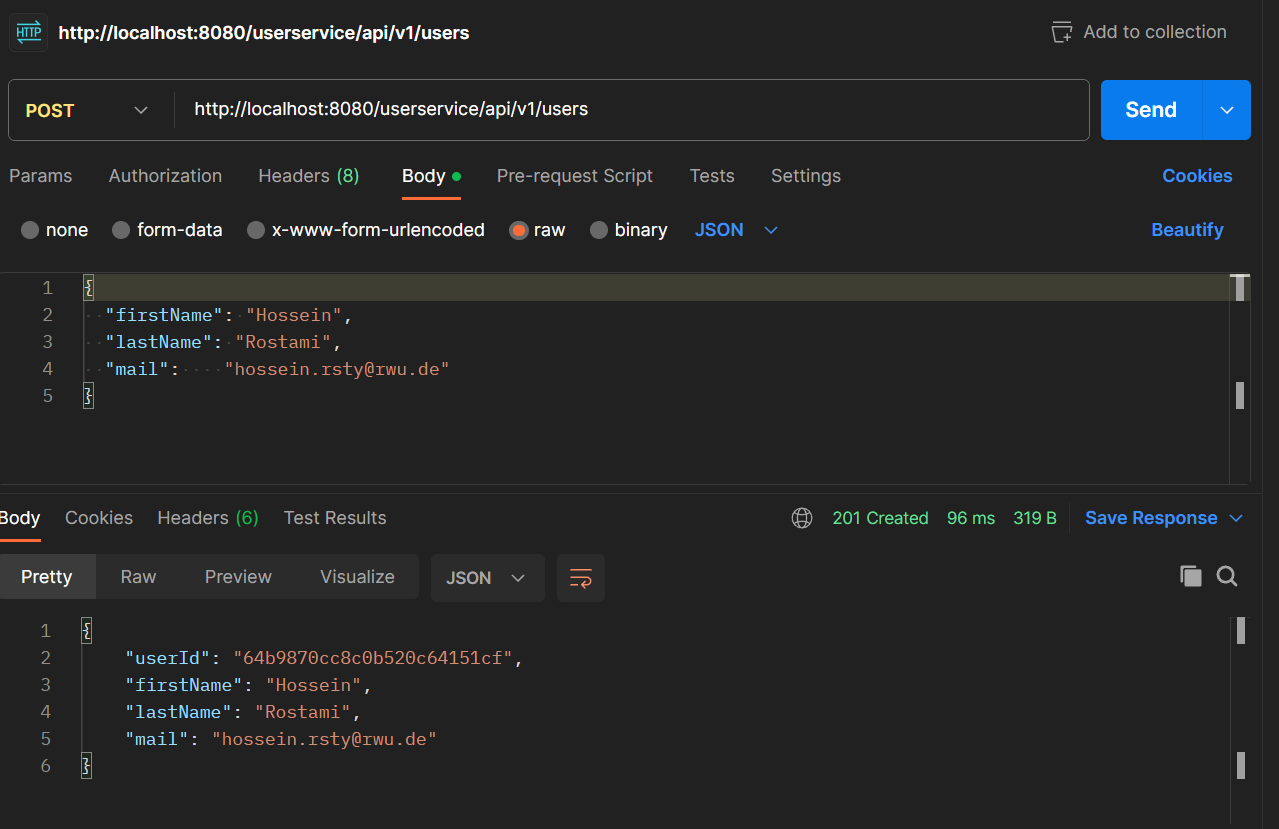 HTTP http://localhost:8080/userservice/api/v1/users Add to collection
POST http://localhost:8080/userservice/api/v1/users Send
Params Authorization Headers (8) Body Pre-request Script Tests Settings Cookies
none form-data x-www-form-urlencoded raw binary JSON Beautify
1 {
2 "firstName": "Hossein",
3 "lastName": "Rostami",
4 "mail": "hossein.rsty@rwu.de"
5 }
Body Cookies Headers (6) Test Results 201 Created 96 ms 319 B Save Response
Pretty Raw Preview Visualize JSON
1 {
2 "userId": "64b9870cc8c0b520c64151cf",
3 "firstName": "Hossein",
4 "lastName": "Rostami",
5 "mail": "hossein.rsty@rwu.de"
6 }